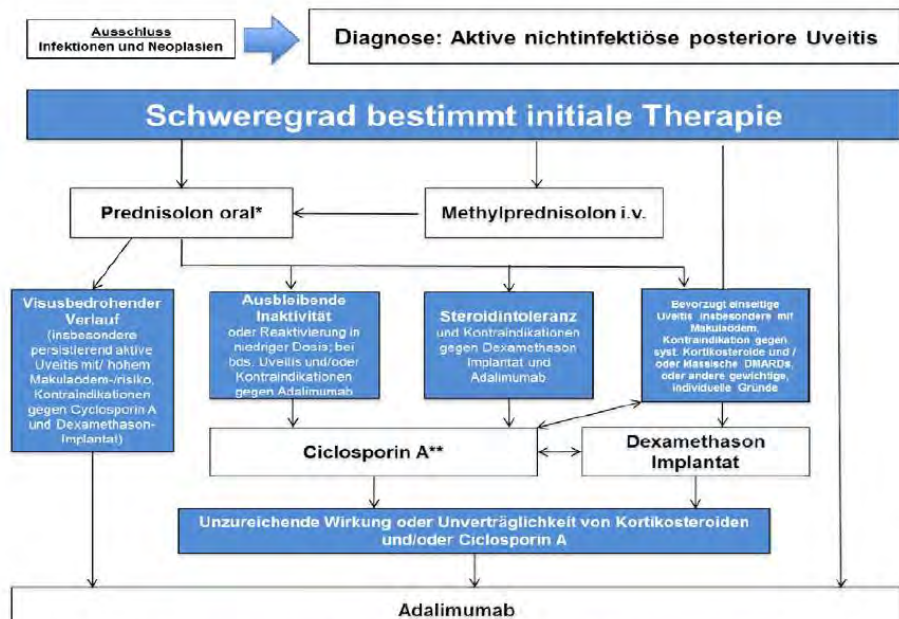 Ausschluss
Infektionen und Neoplasien
Diagnose: Aktive nichtinfektiöse posteriore Uveitis
Schweregrad bestimmt initiale Therapie
Prednisolon oral*
Methylprednisolon i.v.
Visusbedrohender
Verlauf
(insbesondere
persistierend aktive
Uveitis mit/ hohem
Makulaödem-/risiko,
Kontraindikationen
gegen Cyclosporin A
und Dexamethason-
Implantat)
Ausbleibende
Inaktivität
oder Reaktivierung in
niedriger Dosis; bei
bds. Uveitis und/oder
Kontraindikationen
gegen Adalimumab
Steroidintoleranz
und Kontraindikationen
gegen Dexamethason
Implantat und
Adalimumab
Bevorzugt einseitige
Uveitis insbesondere mit
Makulaödem,
Kontraindikation gegen
syst. Kortikosteroide und /
oder klassische DMARDs,
oder andere gewichtige,
individuelle Gründe
Ciclosporin A**
Dexamethason
Implantat
Unzureichende Wirkung oder Unverträglichkeit von Kortikosteroiden
und/oder Ciclosporin A
Adalimumab